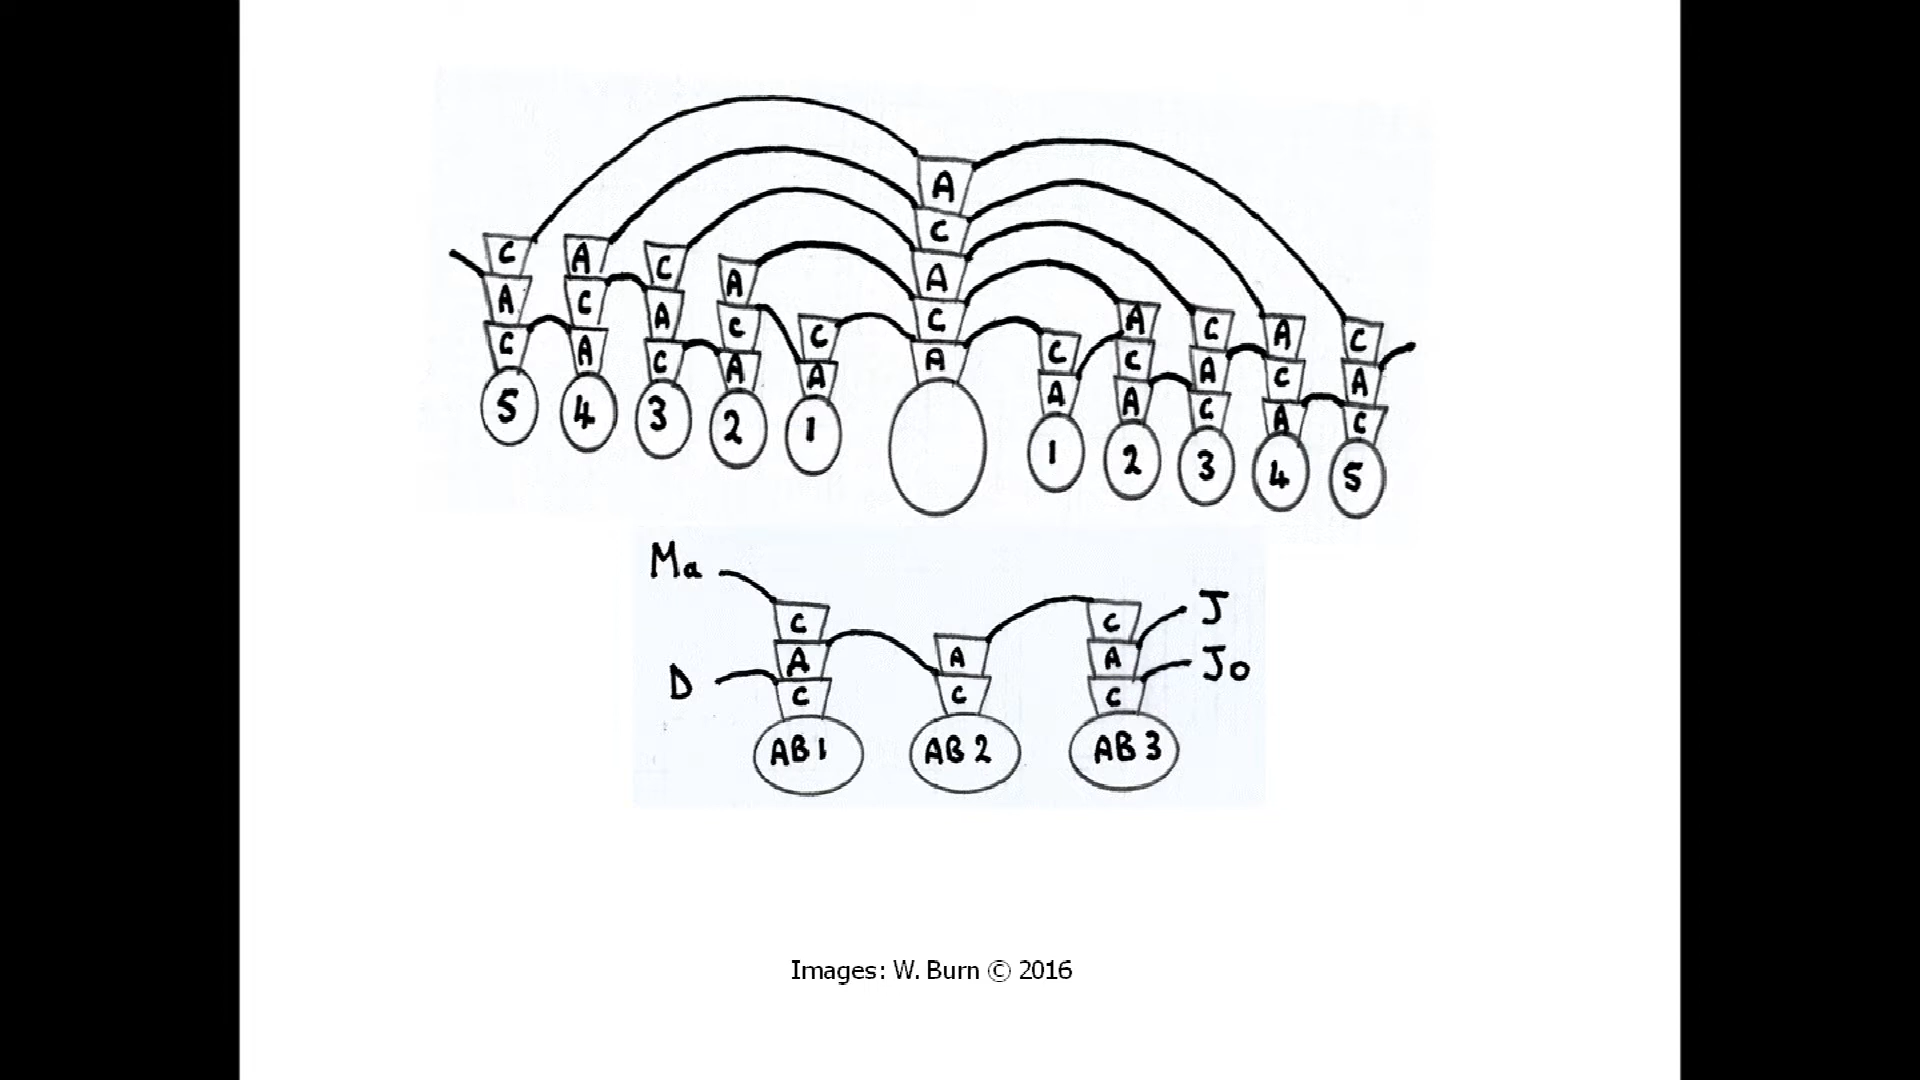 A
C
C A C A A A C A C
A C A C C C C A C A C A
C A C A A A A A C A C
5 4 3 2 1 1 2 3 4 5
Ma
C C J
D A A A Jo
C C C
AB1 AB2 AB3
Images: W. Burn © 2016